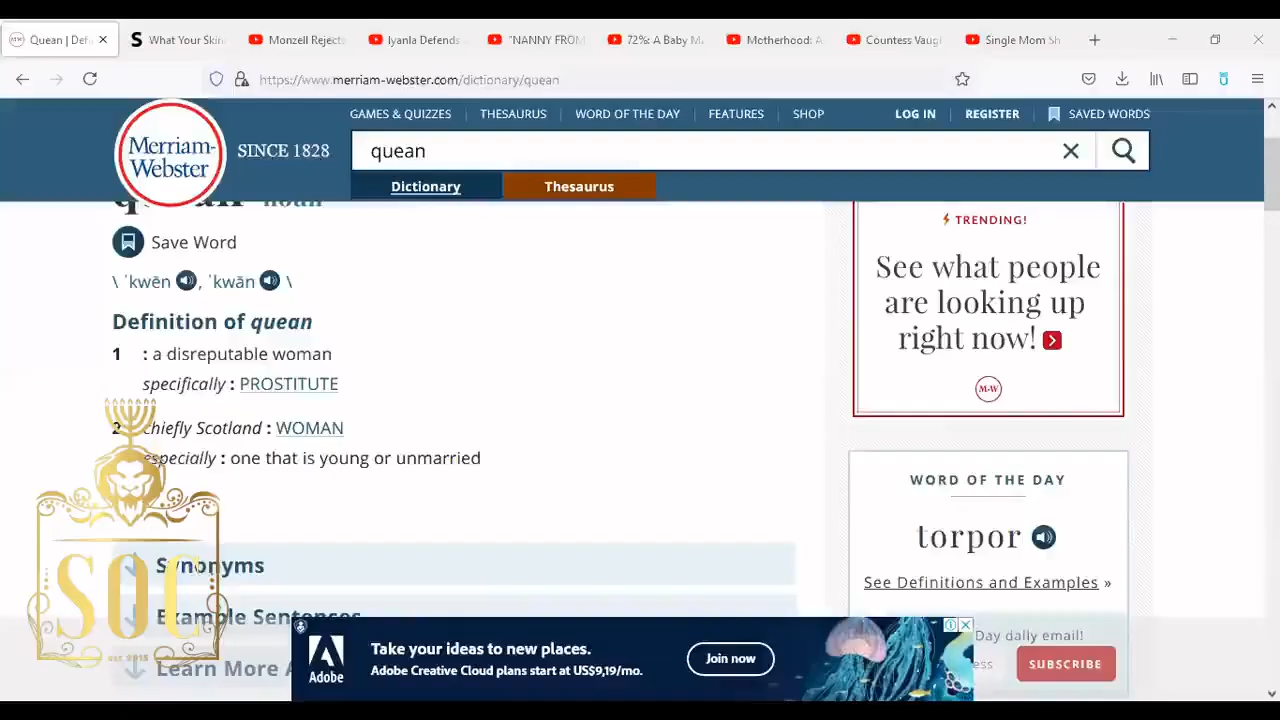 Quean | Def
What Your Skin
Monzell Rejects
Iyanla Defends
"NANNY FROM
72%: A Baby M
Motherhood: A
Countess Vaug
Single Mom Sh
https://www.merriam-webster.com/dictionary/quean
GAMES & QUIZZES
THESAURUS
WORD OF THE DAY
FEATURES
SHOP
LOG IN
REGISTER
SAVED WORDS
Merriam-
Webster
SINCE 1828
quean
Dictionary
Thesaurus
noun
Save Word
\ ˈkwēn , ˈkwān \
Definition of quean
1 : a disreputable woman
specifically : PROSTITUTE
2 chiefly Scotland : WOMAN
especially : one that is young or unmarried
Synonyms
Example Sentences
Learn More A
TRENDING!
See what people
are looking up
right now!
M-W
WORD OF THE DAY
torpor
See Definitions and Examples »
Day daily email!
ess
SUBSCRIBE
SOC
est 2015
Adobe
Take your ideas to new places.
Adobe Creative Cloud plans start at US$9,19/mo.
Join now